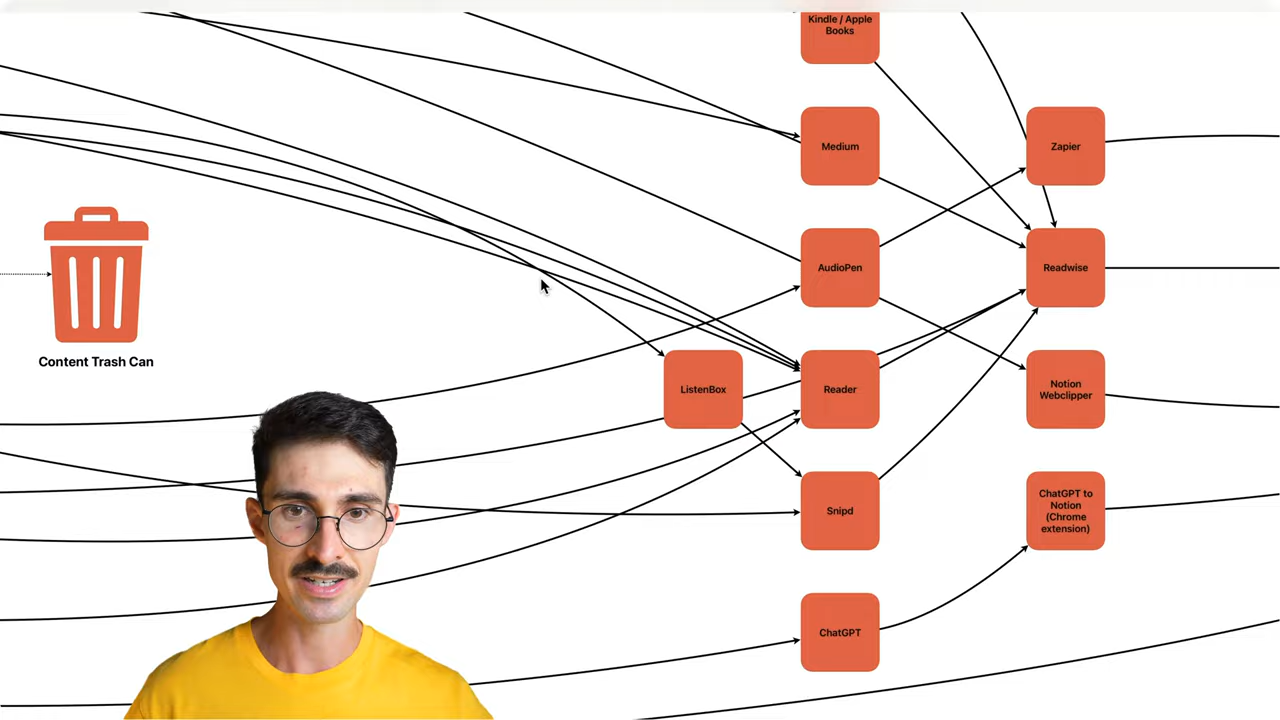 Kindle / Apple
Books
Medium
Zapier
AudioPen
Readwise
Content Trash Can
ListenBox
Reader
Notion
Webclipper
Snipd
ChatGPT to
Notion
(Chrome
extension)
ChatGPT